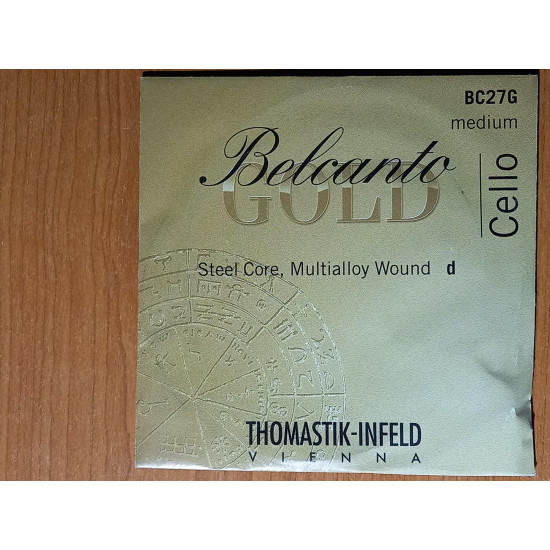 BC27G
medium
Belcanto
GOLD
Cello
Steel Core, Multialloy Wound d
THOMASTIK-INFELD
VIENNA